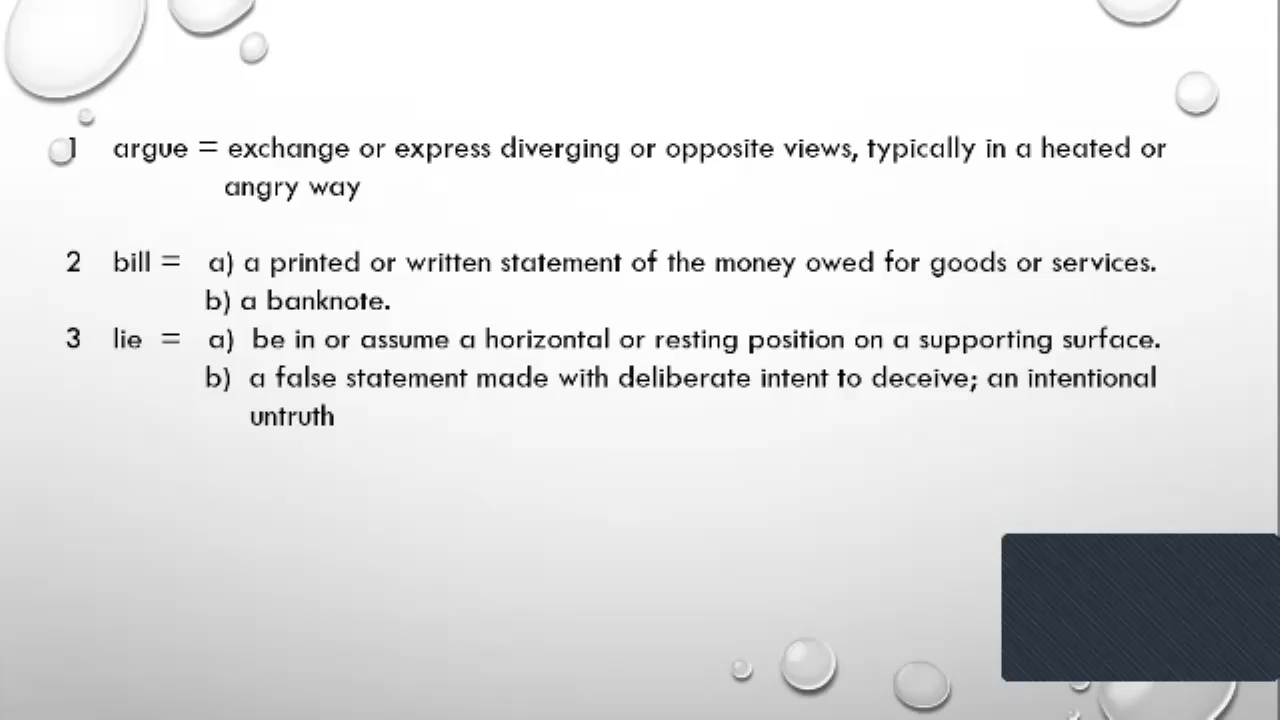 1 argue = exchange or express diverging or opposite views, typically in a heated or
angry way
2 bill = a) a printed or written statement of the money owed for goods or services.
b) a banknote.
3 lie = a) be in or assume a horizontal or resting position on a supporting surface.
b) a false statement made with deliberate intent to deceive; an intentional
untruth